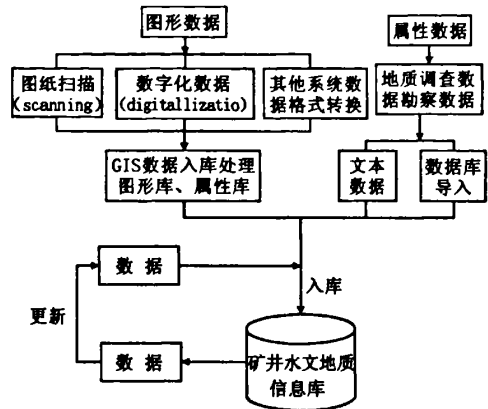 图形数据
属性数据
图纸扫描
(scanning)
数字化数据
(digitallizatio)
其他系统数
据格式转换
地质调查数
据勘察数据
GIS数据入库处理
图形库、属性库
文本
数据
数据库
导入
数 据
入库
更新
数 据
矿井水文地质
信息库